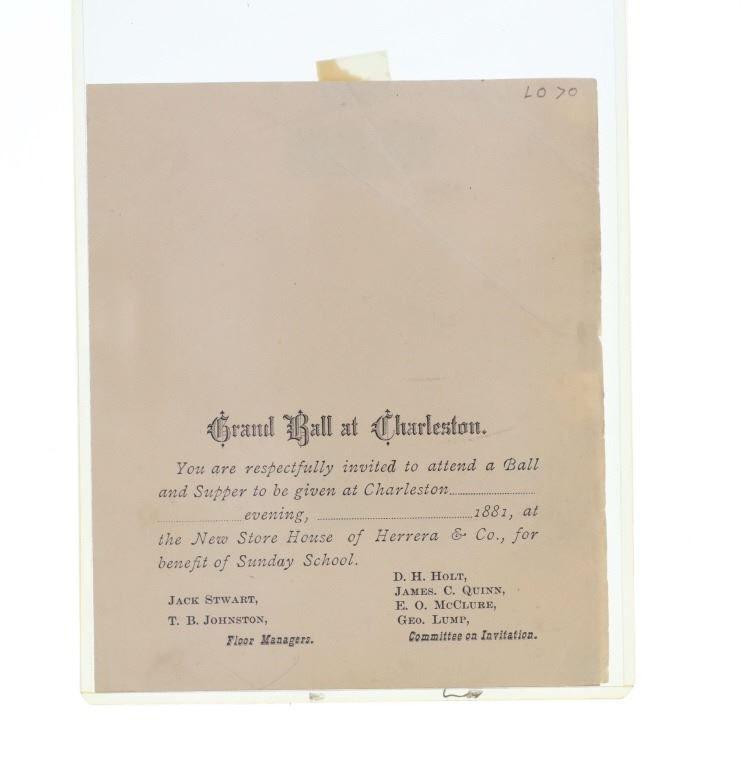 LO 70
Grand Ball at Charleston.
You are respectfully invited to attend a Ball
and Supper to be given at Charleston
evening, 1881, at
the New Store House of Herrera & Co., for
benefit of Sunday School.
Jack Stwart,
T. B. Johnston,
Floor Managers.
D. H. Holt,
James. C. Quinn,
E. O. McClure,
Geo. Lump,
Committee on Invitation.